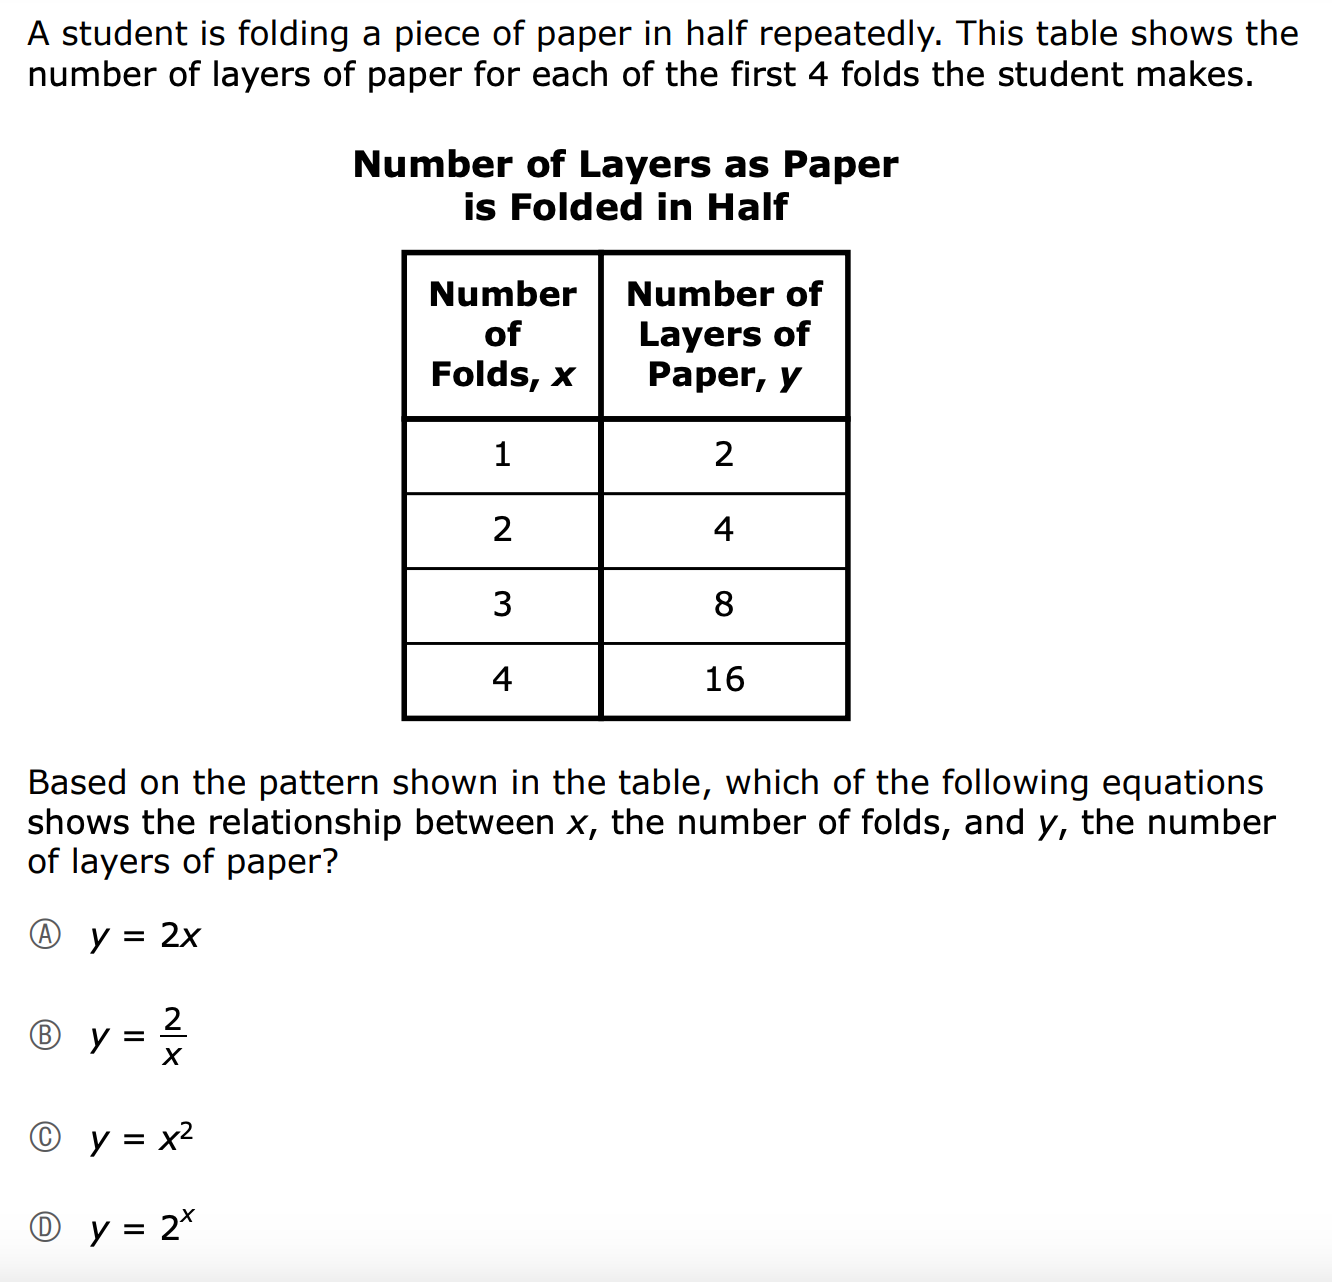 A student is folding a piece of paper in half repeatedly. This table shows the
number of layers of paper for each of the first 4 folds the student makes.
Number of Layers as Paper
is Folded in Half
Number of Folds, x | Number of Layers of Paper, y
1 | 2
2 | 4
3 | 8
4 | 16
Based on the pattern shown in the table, which of the following equations
shows the relationship between x, the number of folds, and y, the number
of layers of paper?
Ⓐ y = 2x
Ⓑ y = 2/x
Ⓒ y = x²
Ⓓ y = 2ˣ